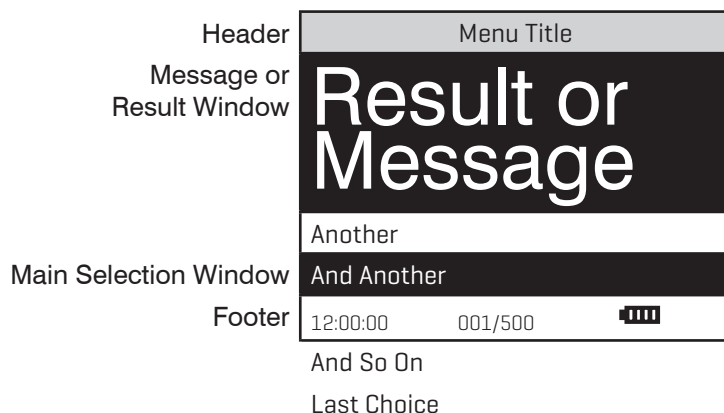 Header
Menu Title
Message or
Result Window
Result or
Message
Another
Main Selection Window
And Another
Footer
12:00:00 001/500
And So On
Last Choice